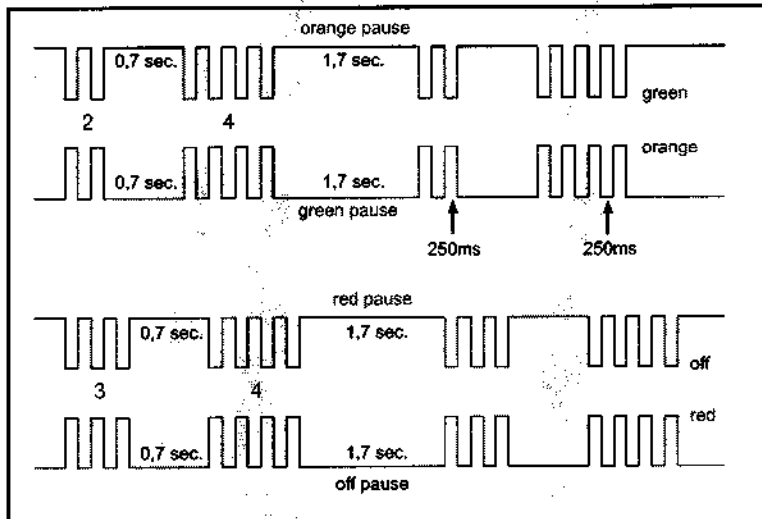 orange pause
0,7 sec. 1,7 sec.
green
2 4
orange
0,7 sec. 1,7 sec.
green pause
250ms 250ms
red pause
0,7 sec. 1,7 sec.
off
3 4
red
0,7 sec. 1,7 sec.
off pause